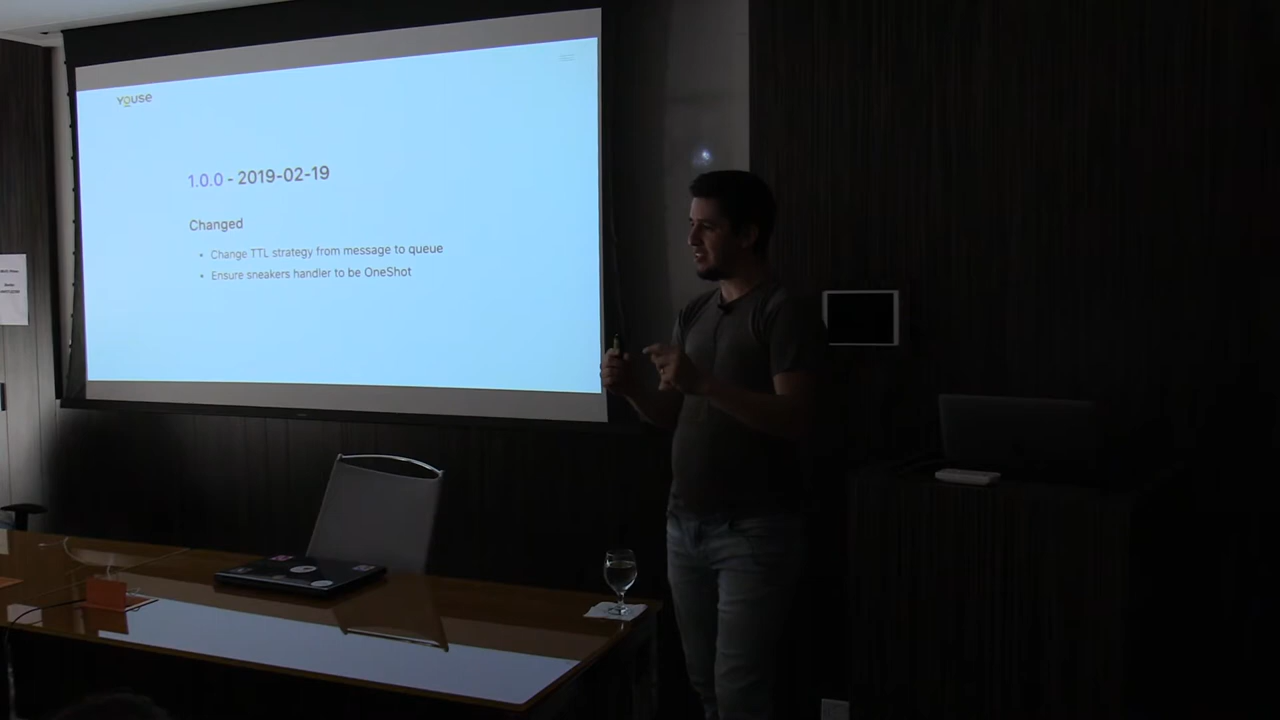 YOUSE
1.0.0 - 2019-02-19
Changed
• Change TTL strategy from message to queue
• Ensure sneakers handler to be OneShot